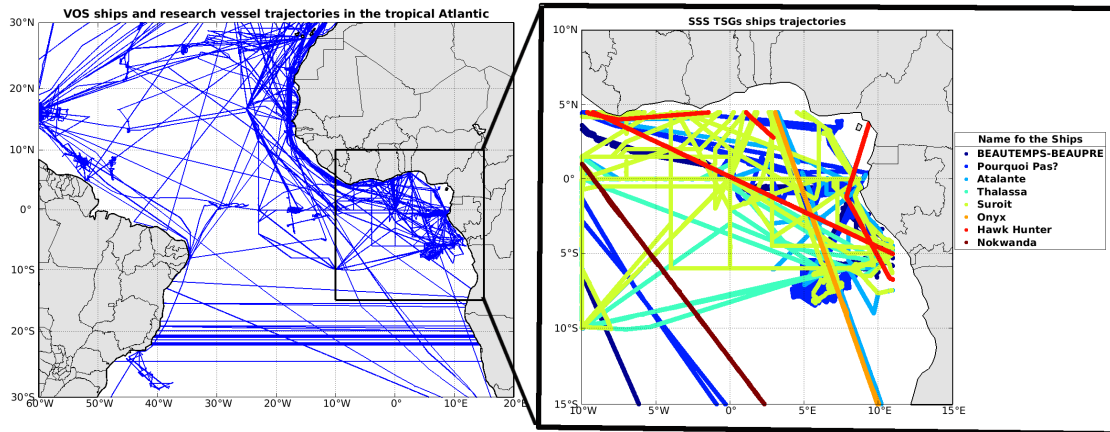 VOS ships and research vessel trajectories in the tropical Atlantic
30°N
20°N
10°N
0°
10°S
20°S
30°S
60°W 50°W 40°W 30°W 20°W 10°W 0° 10°E 20°E
SSS TSGs ships trajectories
10°N
5°N
0°
5°S
10°S
15°S
10°W 5°W 0° 5°E 10°E 15°E
Name fo the Ships
BEAUTEMPS-BEAUPRE
Pourquoi Pas?
Atalante
Thalassa
Suroit
Onyx
Hawk Hunter
Nokwanda